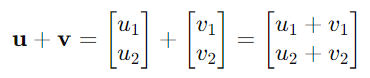 u + v = [u₁ u₂] + [v₁ v₂] = [u₁ + v₁ u₂ + v₂]